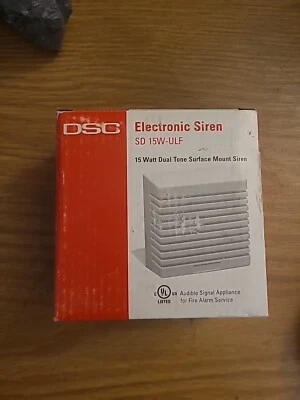 DSC
Electronic Siren
SD 15W-ULF
15 Watt Dual Tone Surface Mount Siren
c UL US LISTED
Audible Signal Appliance
for Fire Alarm Service